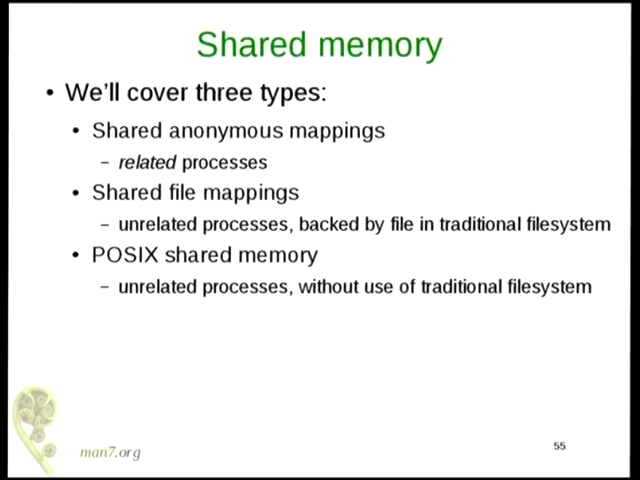 Shared memory
• We'll cover three types:
• Shared anonymous mappings
– related processes
• Shared file mappings
– unrelated processes, backed by file in traditional filesystem
• POSIX shared memory
– unrelated processes, without use of traditional filesystem
man7.org
55